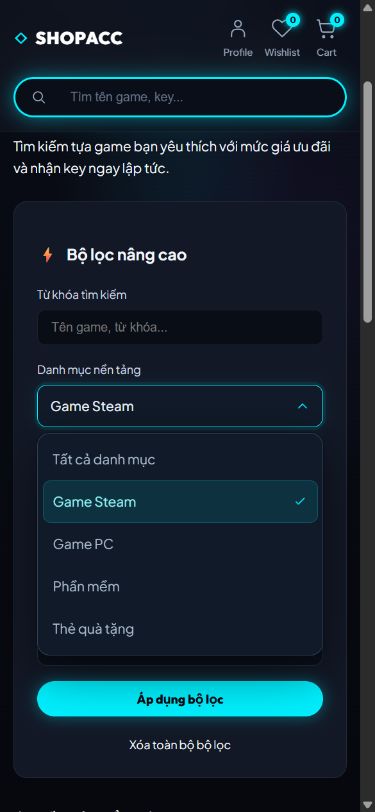 SHOPACC
0
0
Profile
Wishlist
Cart
Tìm tên game, key...
Tìm kiếm tựa game bạn yêu thích với mức giá ưu đãi
và nhận key ngay lập tức.
Bộ lọc nâng cao
Từ khóa tìm kiếm
Tên game, từ khóa...
Danh mục nền tảng
Game Steam
Tất cả danh mục
Game Steam
Game PC
Phần mềm
Thẻ quà tặng
Áp dụng bộ lọc
Xóa toàn bộ bộ lọc